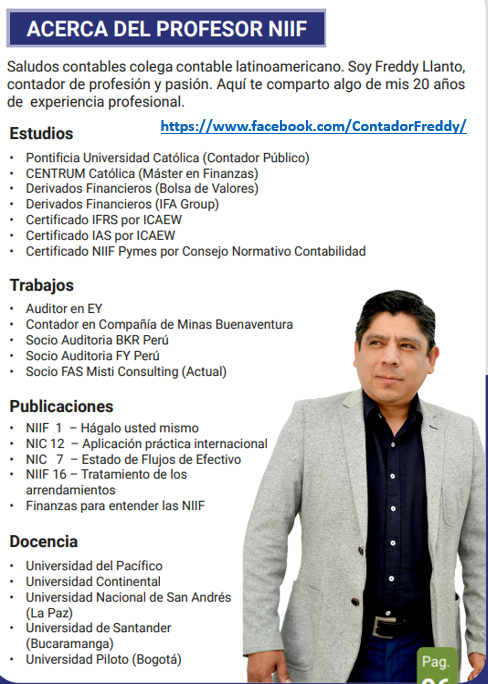 ACERCA DEL PROFESOR NIIF
Saludos contables colega contable latinoamericano. Soy Freddy Llanto,
contador de profesión y pasión. Aquí te comparto algo de mis 20 años
de experiencia profesional.
Estudios
https://www.facebook.com/ContadorFreddy/
• Pontificia Universidad Católica (Contador Público)
• CENTRUM Católica (Máster en Finanzas)
• Derivados Financieros (Bolsa de Valores)
• Derivados Financieros (IFA Group)
• Certificado IFRS por ICAEW
• Certificado IAS por ICAEW
• Certificado NIIF Pymes por Consejo Normativo Contabilidad
Trabajos
• Auditor en EY
• Contador en Compañía de Minas Buenaventura
• Socio Auditoria BKR Perú
• Socio Auditoria FY Perú
• Socio FAS Misti Consulting (Actual)
Publicaciones
• NIIF 1 – Hágalo usted mismo
• NIC 12 – Aplicación práctica internacional
• NIC 7 – Estado de Flujos de Efectivo
• NIIF 16 – Tratamiento de los
arrendamientos
• Finanzas para entender las NIIF
Docencia
• Universidad del Pacífico
• Universidad Continental
• Universidad Nacional de San Andrés
(La Paz)
• Universidad de Santander
(Bucaramanga)
• Universidad Piloto (Bogotá)
Pag.